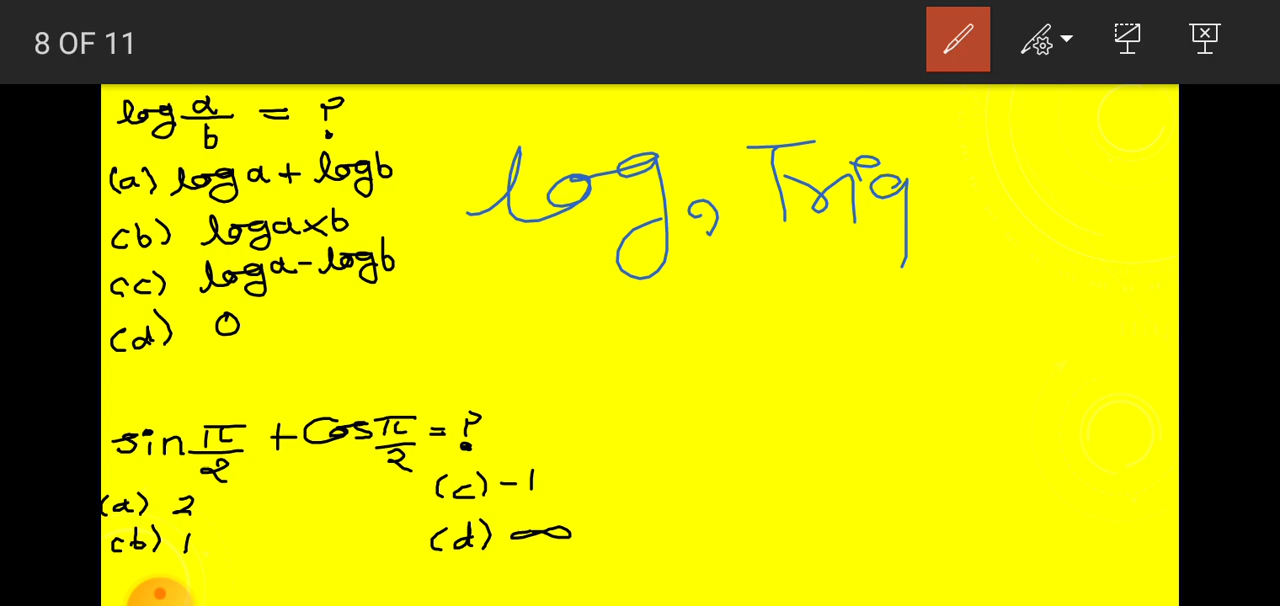 8 OF 11
log a/b = ?
(a) log a + log b
(b) log a x b
(c) log a - log b
(d) 0
log, Trig
sin π/2 + Cos π/2 = ?
(a) 2
(c) -1
(b) 1
(d) ∞